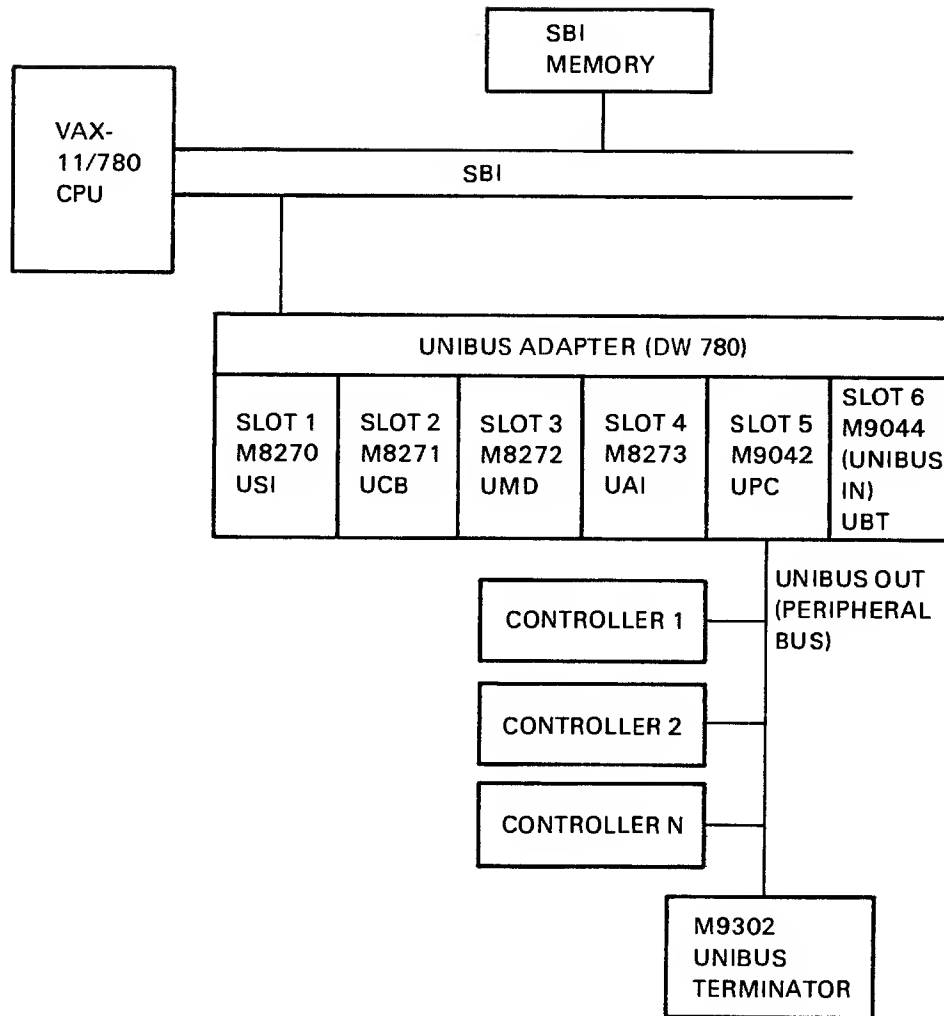 SBI
MEMORY
VAX-
11/780
CPU
SBI
UNIBUS ADAPTER (DW 780)
SLOT 1
M8270
USI
SLOT 2
M8271
UCB
SLOT 3
M8272
UMD
SLOT 4
M8273
UAI
SLOT 5
M9042
UPC
SLOT 6
M9044
(UNIBUS
IN)
UBT
UNIBUS OUT
(PERIPHERAL
BUS)
CONTROLLER 1
CONTROLLER 2
CONTROLLER N
M9302
UNIBUS
TERMINATOR